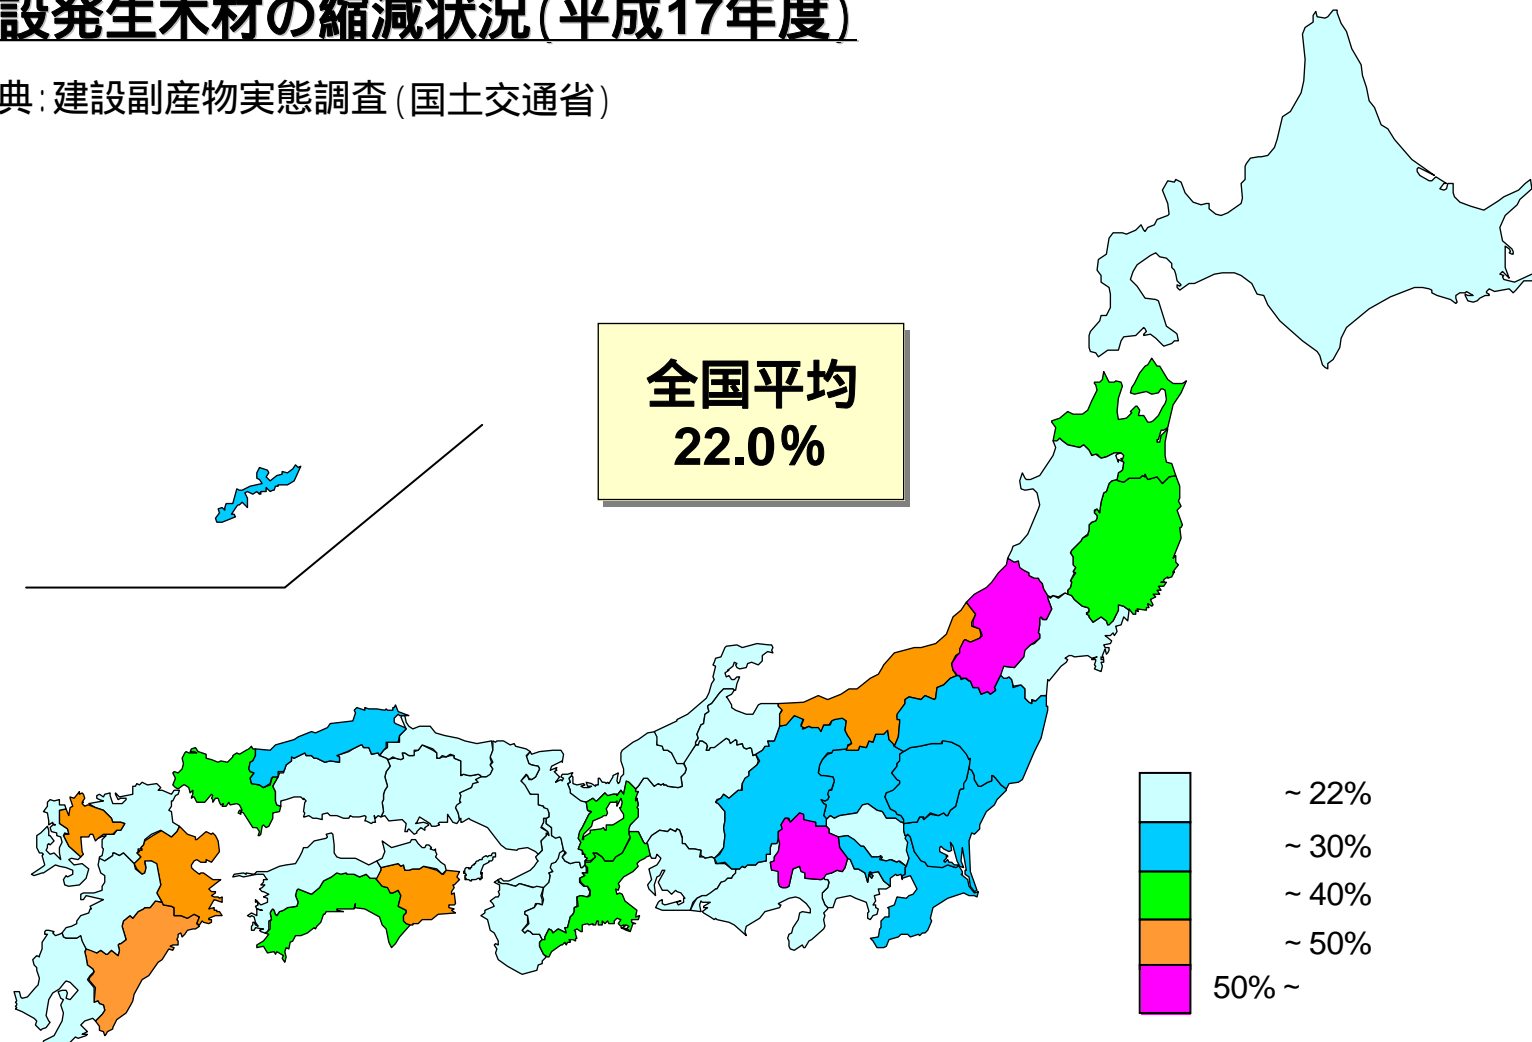 設発生木材の縮減状況(平成17年度)
典:建設副産物実態調査(国土交通省)
全国平均
22.0%
~ 22%
~ 30%
~ 40%
~ 50%
50% ~